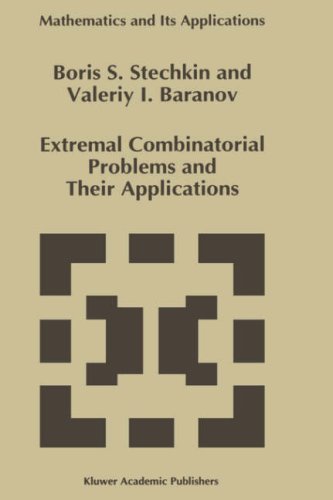 Mathematics and Its Applications
Boris S. Stechkin and
Valeriy I. Baranov
Extremal Combinatorial
Problems and
Their Applications
Kluwer Academic Publishers